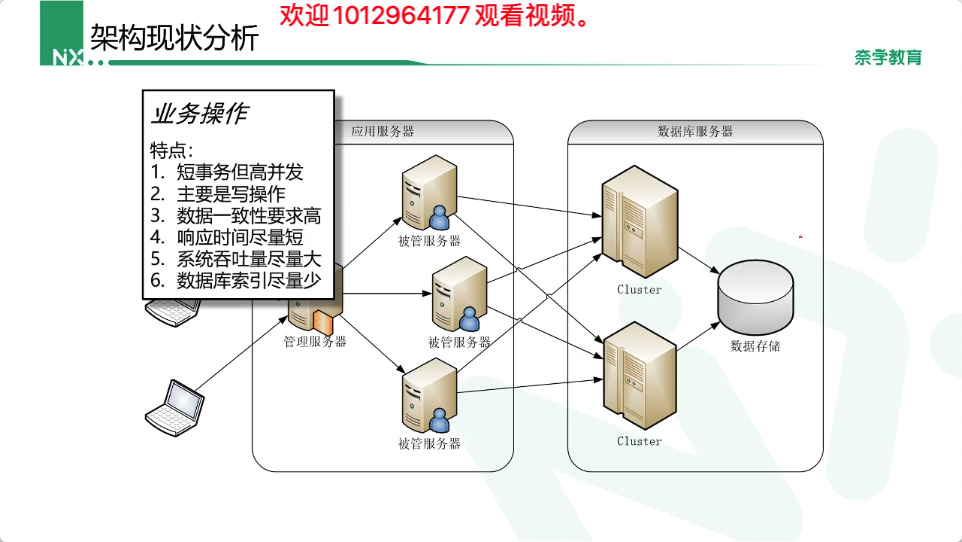 欢迎1012964177观看视频。
架构现状分析
NX
奈学教育
业务操作
特点：
1. 短事务但高并发
2. 主要是写操作
3. 数据一致性要求高
4. 响应时间尽量短
5. 系统吞吐量尽量大
6. 数据库索引尽量少
应用服务器
数据库服务器
被管服务器
Cluster
管理服务器
被管服务器
数据存储
被管服务器
Cluster